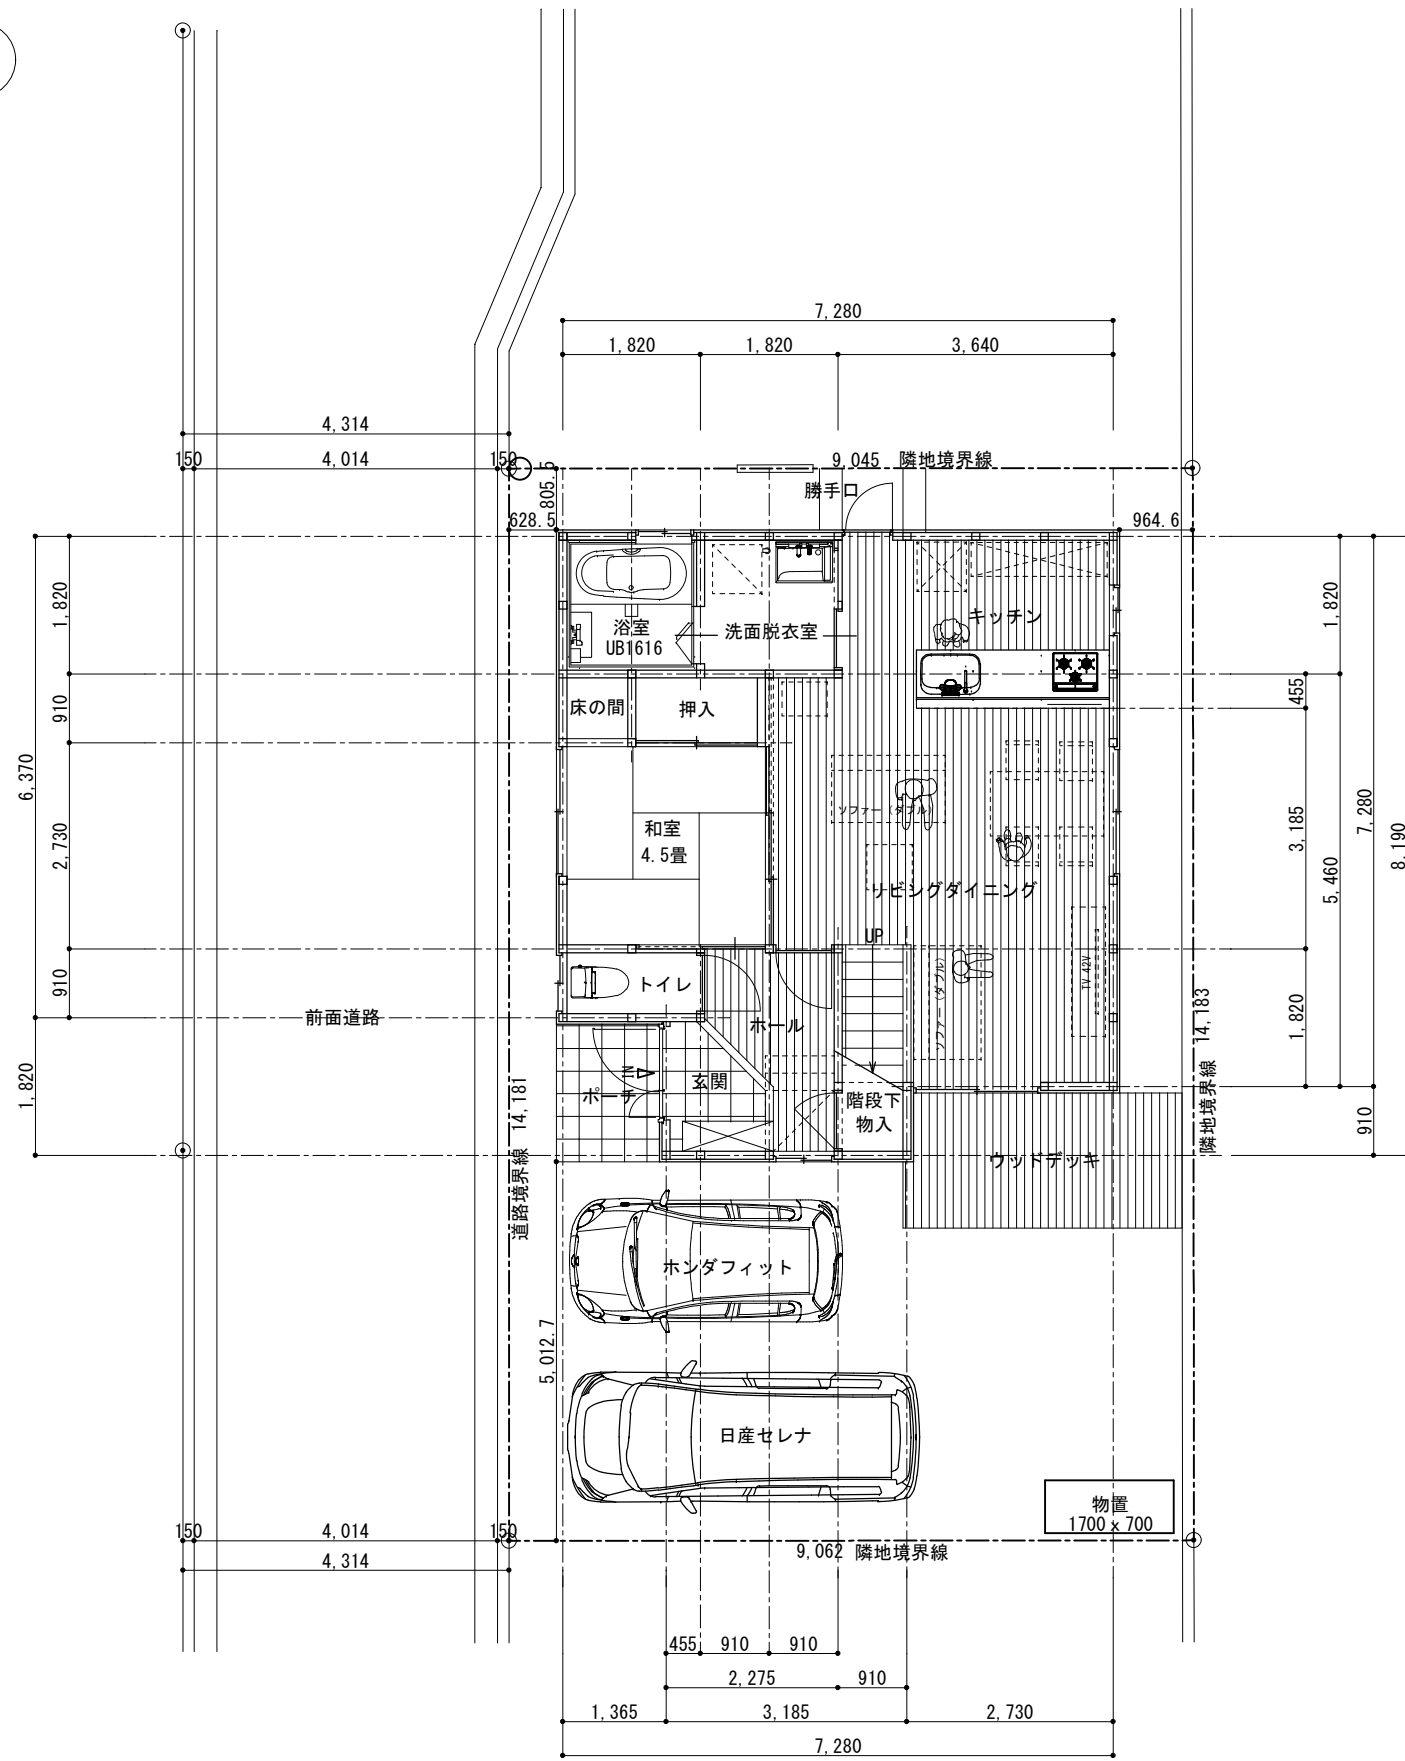 7,280
1,820
1,820
3,640
4,314
150
4,014
150
9,045 隣地境界線
805.5
勝手口
628.5
964.6
1,820
910
6,370
2,730
910
1,820
浴室
UB1616
洗面脱衣室
キッチン
床の間
押入
ソファー(ダブル)
和室
4.5畳
リビングダイニング
UP
トイレ
ソファー(ダブル)
TV 42V
前面道路
ホール
IN
玄関
ポーチ
階段下
物入
ウッドデッキ
1,820
455
3,185
5,460
7,280
8,190
1,820
910
隣地境界線 14,183
道路境界線 14,181
ホンダフィット
5,012.7
日産セレナ
物置
1700 x 700
150
4,014
150
9,062 隣地境界線
4,314
455
910
910
2,275
910
1,365
3,185
2,730
7,280